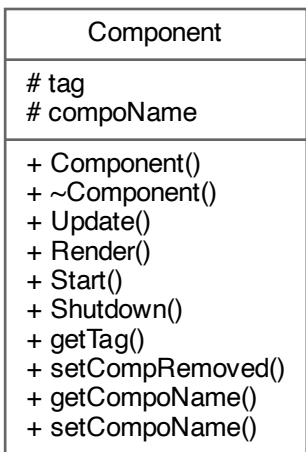 Component
# tag
# compoName
+ Component()
+ ~Component()
+ Update()
+ Render()
+ Start()
+ Shutdown()
+ getTag()
+ setCompRemoved()
+ getCompoName()
+ setCompoName()